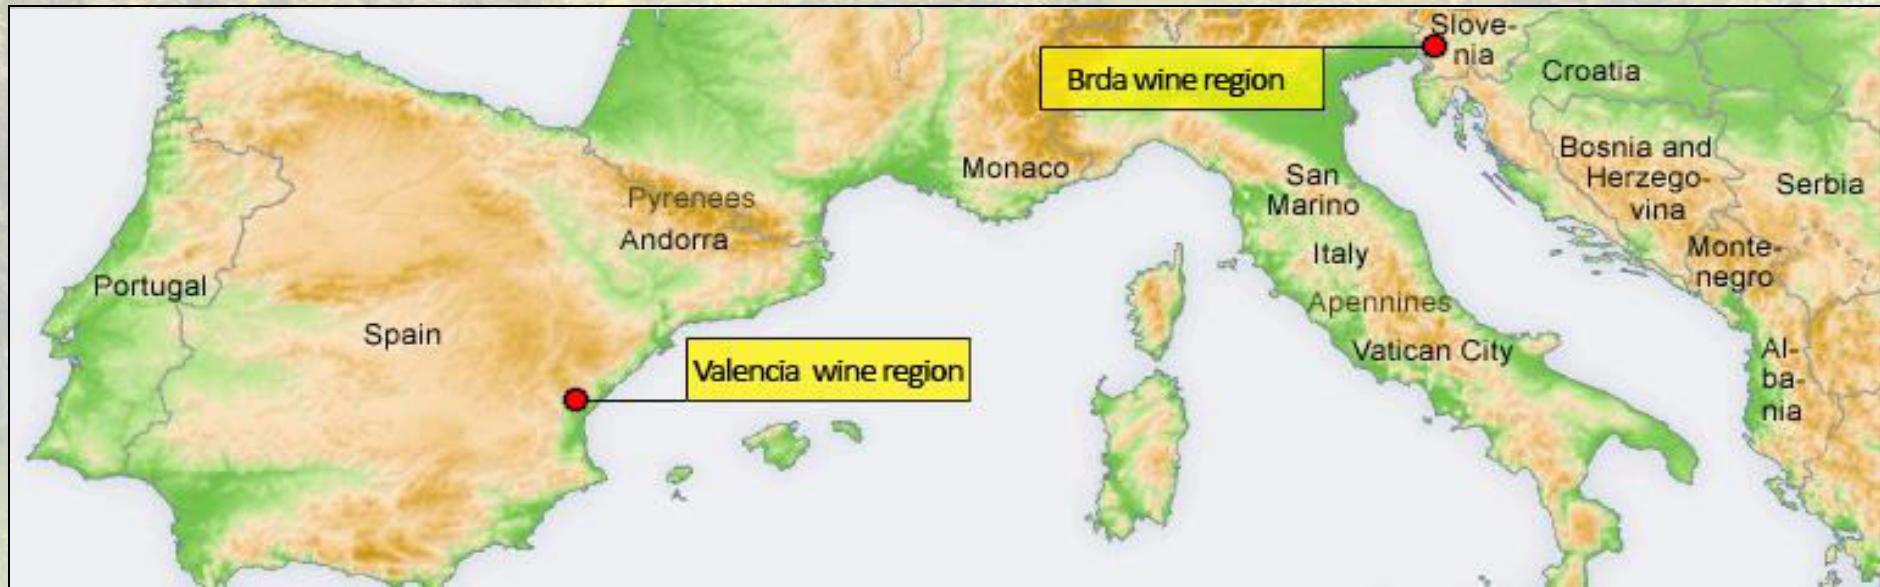 Slove-
nia
Brda wine region
Croatia
Monaco
Bosnia and
Herzego-
vina
San
Marino
Serbia
Pyrenees
Andorra
Italy
Monte-
negro
Portugal
Apennines
Spain
Vatican City
Valencia wine region
Al-
ba-
nia